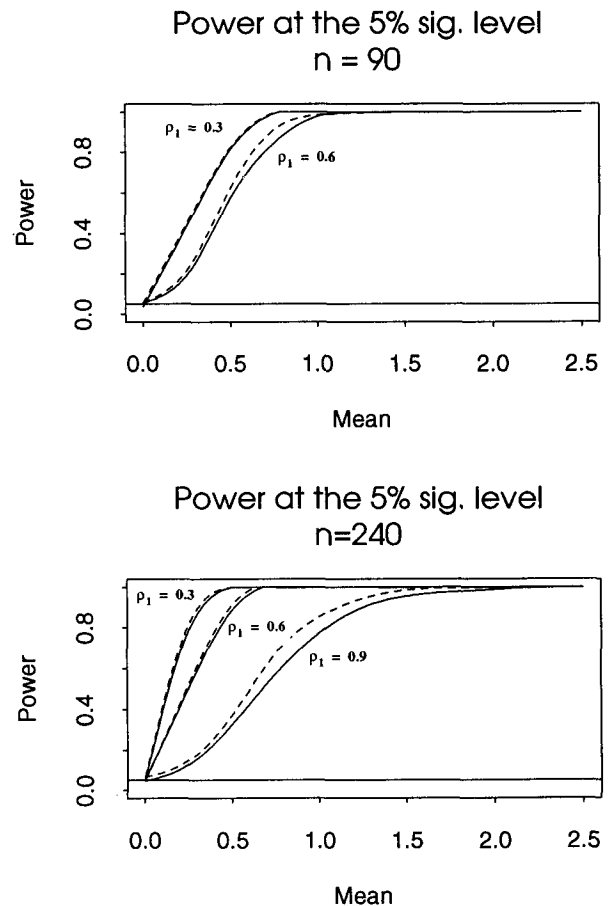 Power at the 5% sig. level
n = 90
Power
0.8
0.4
0.0
ρ1 = 0.3
ρ1 = 0.6
0.0 0.5 1.0 1.5 2.0 2.5
Mean
Power at the 5% sig. level
n=240
Power
0.8
0.4
0.0
ρ1 = 0.3
ρ1 = 0.6
ρ1 = 0.9
0.0 0.5 1.0 1.5 2.0 2.5
Mean